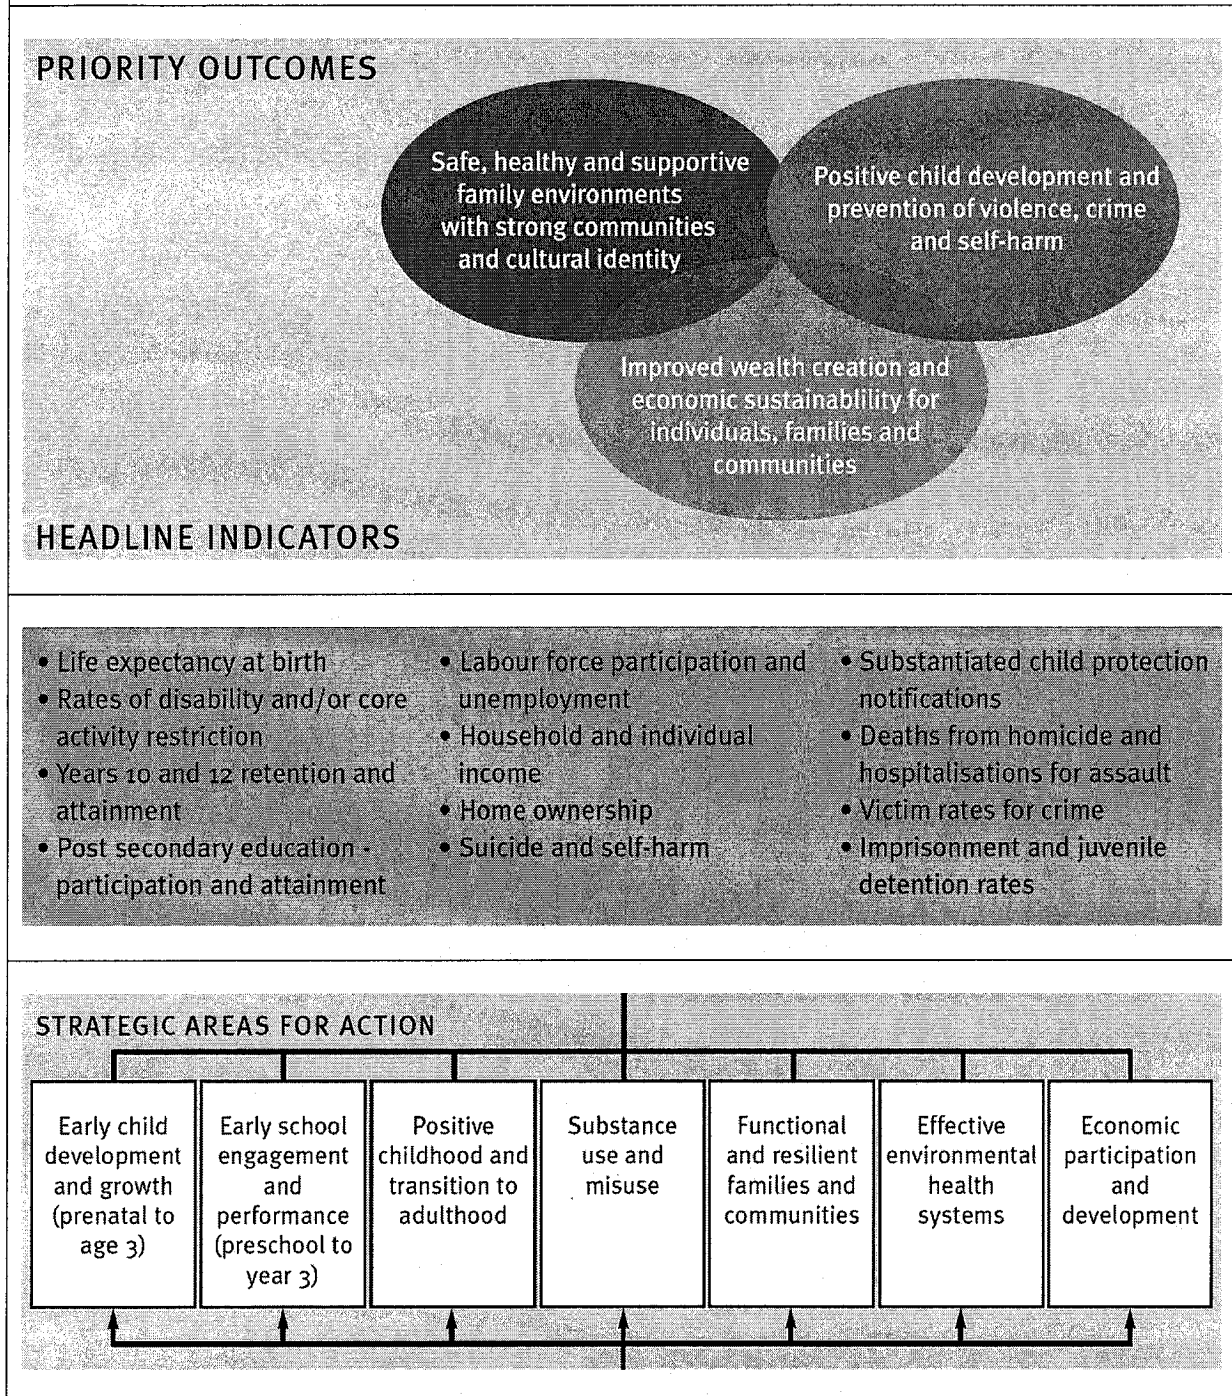 PRIORITY OUTCOMES
Safe, healthy and supportive
family environments
with strong communities
and cultural identity
Positive child development and
prevention of violence, crime
and self-harm
Improved wealth creation and
economic sustainablility for
individuals, families and
communities
HEADLINE INDICATORS
• Life expectancy at birth
• Rates of disability and/or core
activity restriction
• Years 10 and 12 retention and
attainment
• Post secondary education -
participation and attainment
• Labour force participation and
unemployment
• Household and individual
income
• Home ownership
• Suicide and self-harm
• Substantiated child protection
notifications
• Deaths from homicide and
hospitalisations for assault
• Victim rates for crime
• Imprisonment and juvenile
detention rates
STRATEGIC AREAS FOR ACTION
Early child
development
and growth
(prenatal to
age 3)
Early school
engagement
and
performance
(preschool to
year 3)
Positive
childhood and
transition to
adulthood
Substance
use and
misuse
Functional
and resilient
families and
communities
Effective
environmental
health
systems
Economic
participation
and
development